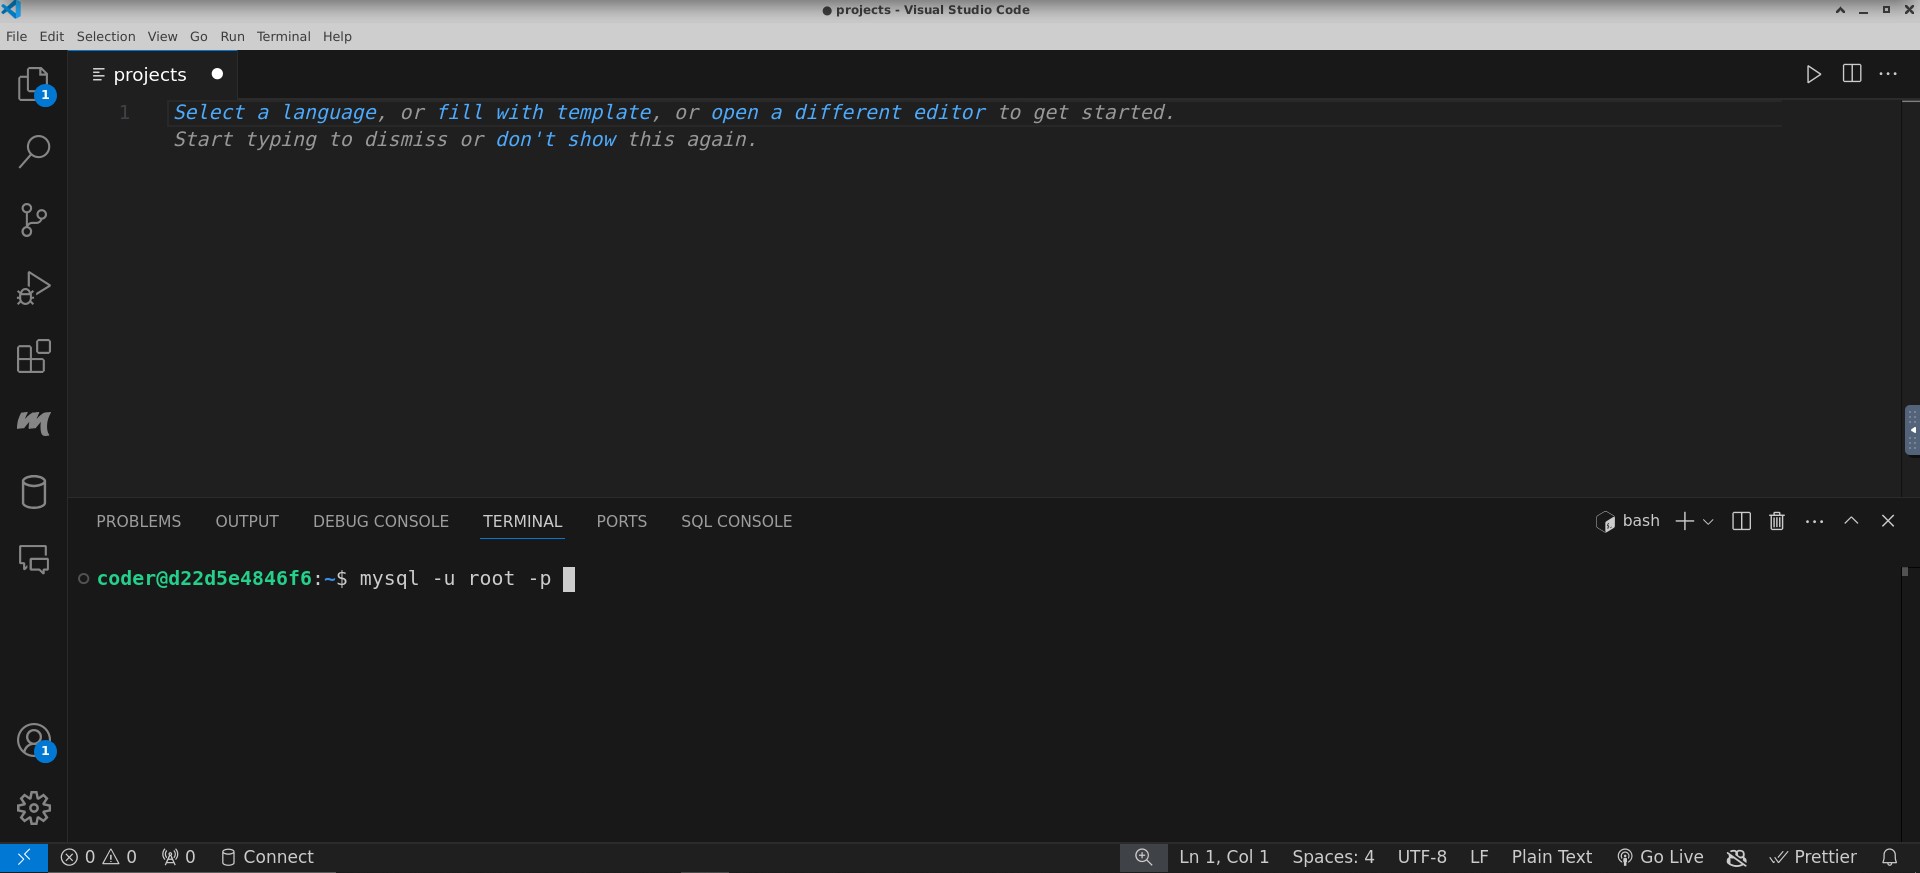 ● projects - Visual Studio Code
File Edit Selection View Go Run Terminal Help
1
projects
1 Select a language, or fill with template, or open a different editor to get started.
Start typing to dismiss or don't show this again.
PROBLEMS OUTPUT DEBUG CONSOLE TERMINAL PORTS SQL CONSOLE
bash
coder@d22d5e4846f6:~$ mysql -u root -p
1
0 0 0 Connect
Ln 1, Col 1 Spaces: 4 UTF-8 LF Plain Text Go Live Prettier